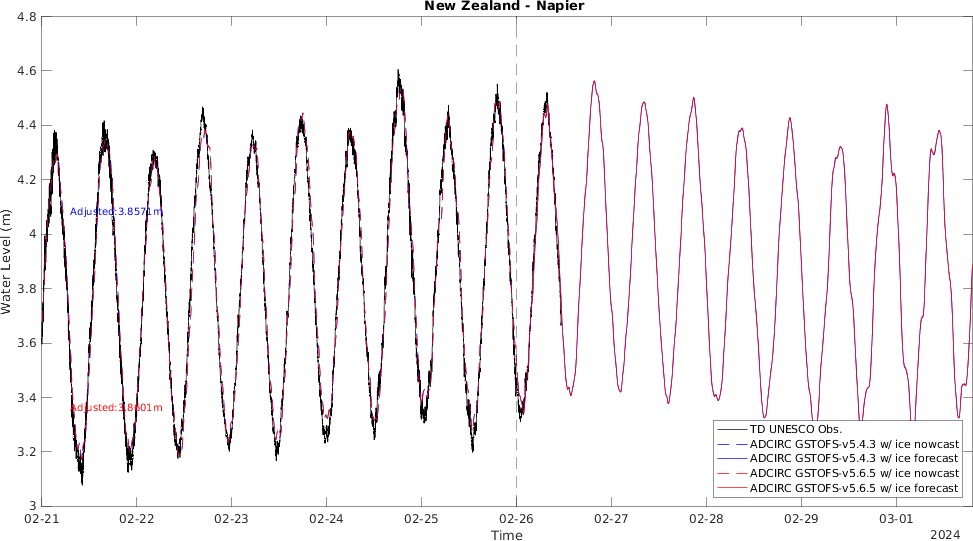 New Zealand - Napier
4.8
4.6
4.4
4.2
4
3.8
3.6
3.4
3.2
3
Water Level (m)
Adjusted:3.8571m
Adjusted:3.8601m
TD UNESCO Obs.
ADCIRC GSTOFS-v5.4.3 w/ ice nowcast
ADCIRC GSTOFS-v5.4.3 w/ ice forecast
ADCIRC GSTOFS-v5.6.5 w/ ice nowcast
ADCIRC GSTOFS-v5.6.5 w/ ice forecast
02-21 02-22 02-23 02-24 02-25 02-26 02-27 02-28 02-29 03-01
Time
2024